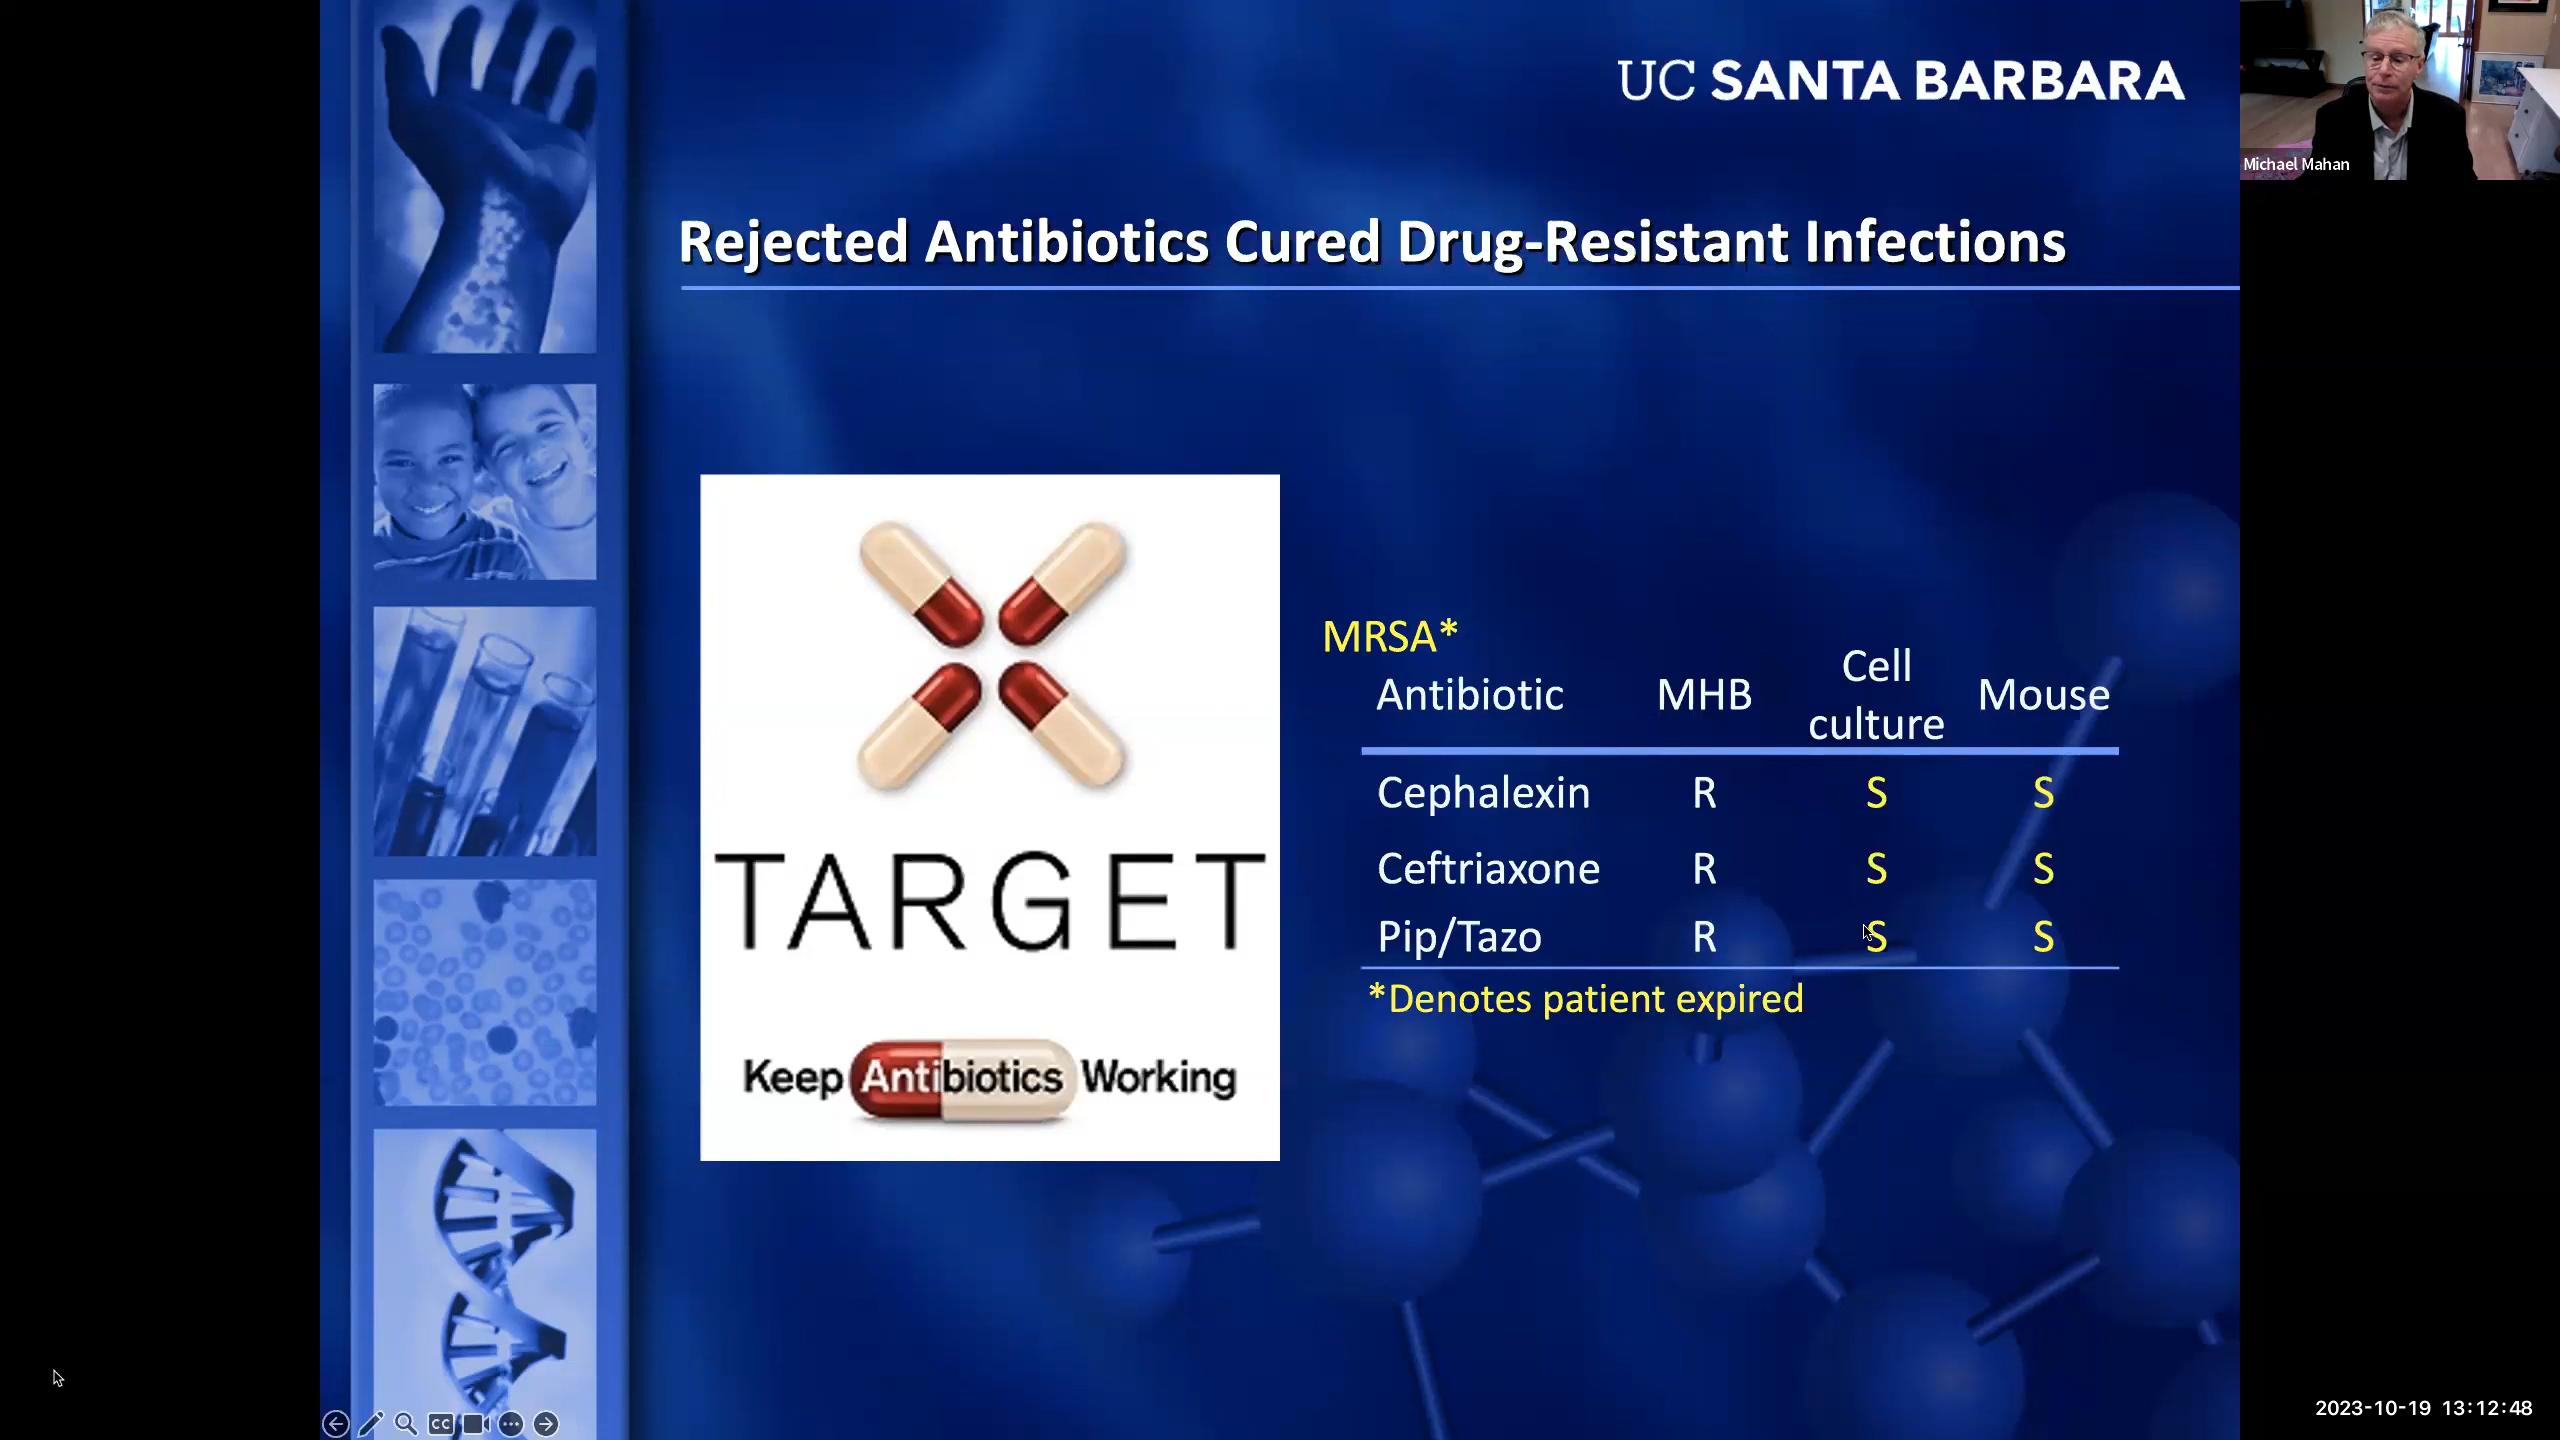 UC SANTA BARBARA
Michael Mahan
Rejected Antibiotics Cured Drug-Resistant Infections
TARGET
Keep Antibiotics Working
MRSA*
Antibiotic MHB Cell culture Mouse
Cephalexin R S S
Ceftriaxone R S S
Pip/Tazo R S S
*Denotes patient expired
CC
2023-10-19 13:12:48